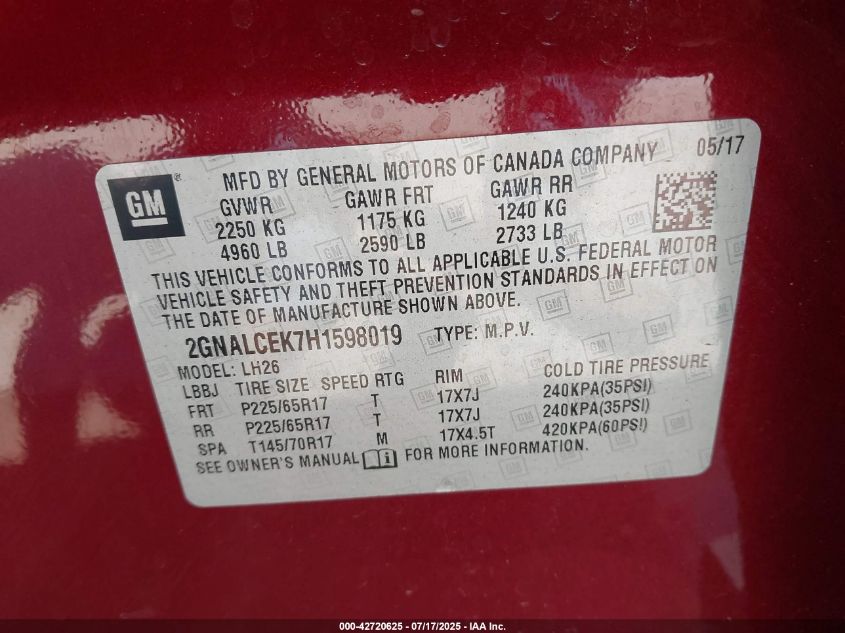 GM
MFD BY GENERAL MOTORS OF CANADA COMPANY 05/17
GVWR GAWR FRT GAWR RR
2250 KG 1175 KG 1240 KG
4960 LB 2590 LB 2733 LB
THIS VEHICLE CONFORMS TO ALL APPLICABLE U.S. FEDERAL MOTOR
VEHICLE SAFETY AND THEFT PREVENTION STANDARDS IN EFFECT ON
THE DATE OF MANUFACTURE SHOWN ABOVE.
2GNALCEK7H1598019 TYPE: M.P.V.
MODEL: LH26
LBBJ TIRE SIZE SPEED RTG RIM COLD TIRE PRESSURE
FRT P225/65R17 T 17X7J 240KPA(35PSI)
RR P225/65R17 T 17X7J 240KPA(35PSI)
SPA T145/70R17 M 17X4.5T 420KPA(60PSI)
SEE OWNER'S MANUAL FOR MORE INFORMATION.
000-42720625 - 07/17/2025 - IAA Inc.